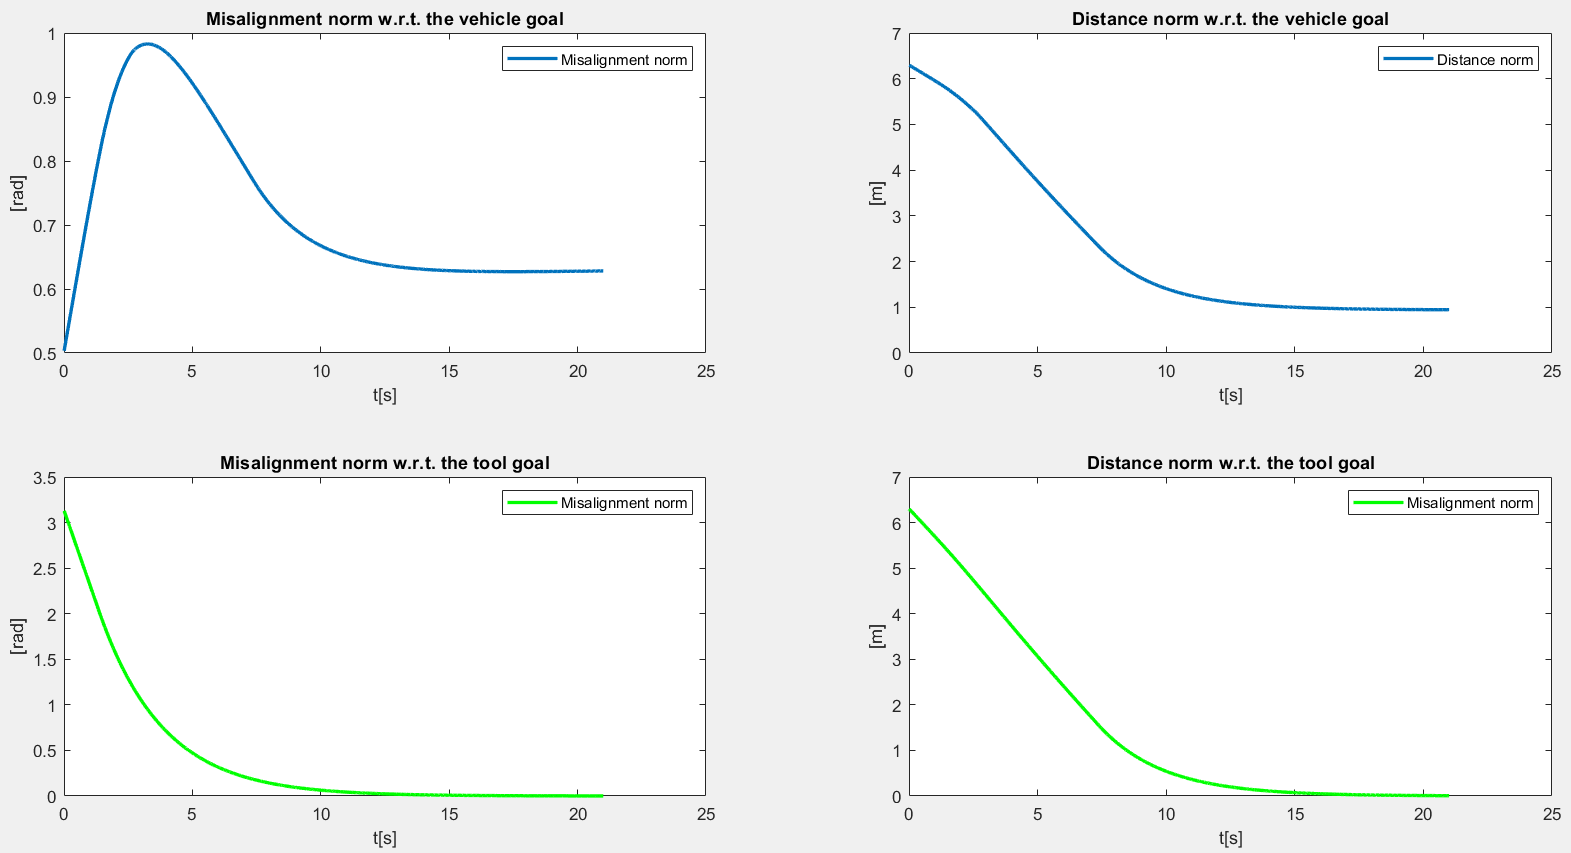 Misalignment norm w.r.t. the vehicle goal
1
0.9
0.8
0.7
0.6
0.5
[rad]
Misalignment norm
0 5 10 15 20 25
t[s]
Distance norm w.r.t. the vehicle goal
7
6
5
4
3
2
1
0
[m]
Distance norm
0 5 10 15 20 25
t[s]
Misalignment norm w.r.t. the tool goal
3.5
3
2.5
2
1.5
1
0.5
0
[rad]
Misalignment norm
0 5 10 15 20 25
t[s]
Distance norm w.r.t. the tool goal
7
6
5
4
3
2
1
0
[m]
Misalignment norm
0 5 10 15 20 25
t[s]